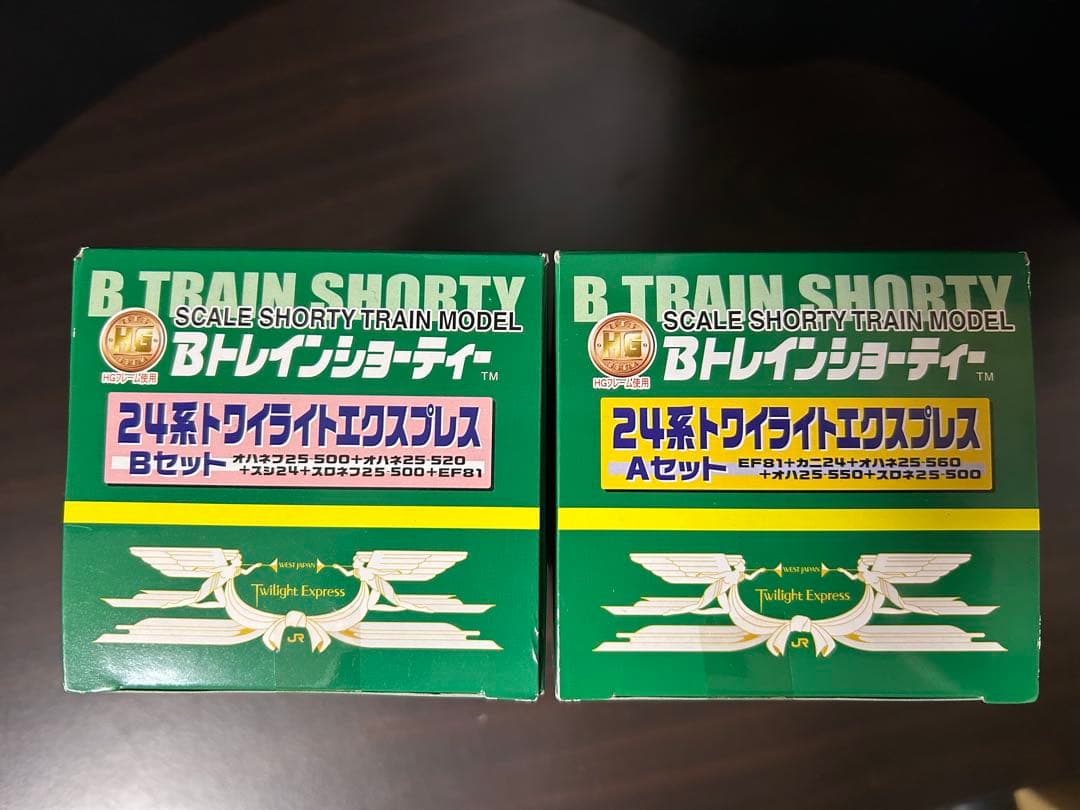 B TRAIN SHORTY
SCALE SHORTY TRAIN MODEL
HG
HGフレーム使用
Bトレインショーティー TM
24系トワイライトエクスプレス
Bセット
オハネフ25-500+オハネ25-520
+スシ24+スロネフ25-500+EF81
WEST JAPAN
Twilight Express
JR
B TRAIN SHORTY
SCALE SHORTY TRAIN MODEL
HG
HGフレーム使用
Bトレインショーティー TM
24系トワイライトエクスプレス
Aセット
EF81+カニ24+オハネ25-560
+オハ25-550+スロネ25-500
WEST JAPAN
Twilight Express
JR